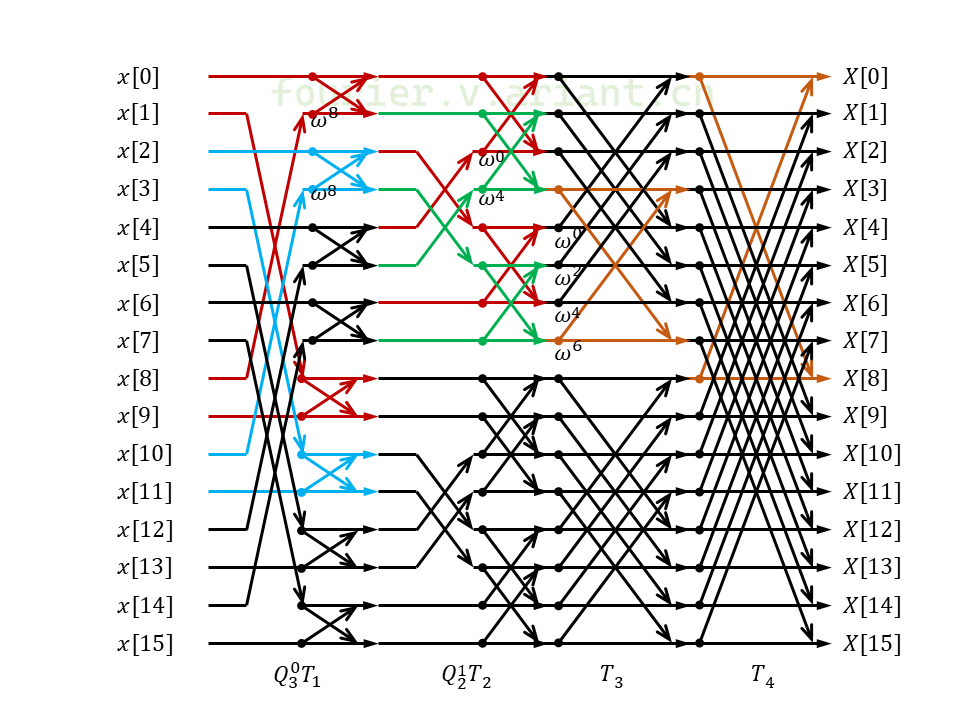 fourier.v.ariant.cn
x[0] X[0]
x[1] ω⁸ X[1]
x[2] ω⁰ X[2]
x[3] ω⁸ ω⁴ X[3]
x[4] ω⁰ X[4]
x[5] ω² X[5]
x[6] ω⁴ X[6]
x[7] ω⁶ X[7]
x[8] X[8]
x[9] X[9]
x[10] X[10]
x[11] X[11]
x[12] X[12]
x[13] X[13]
x[14] X[14]
x[15] X[15]
Q₃⁰T₁ Q₂¹T₂ T₃ T₄